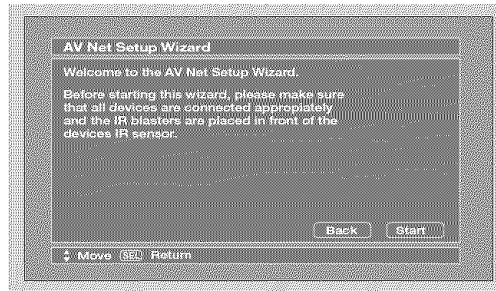 AV Net Setup Wizard
Welcome to the AV Net Setup Wizard.
Before starting this wizard, please make sure
that all devices are connected appropiately
and the IR blasters are placed in front of the
devices IR sensor.
Back Start
Move SEL Return